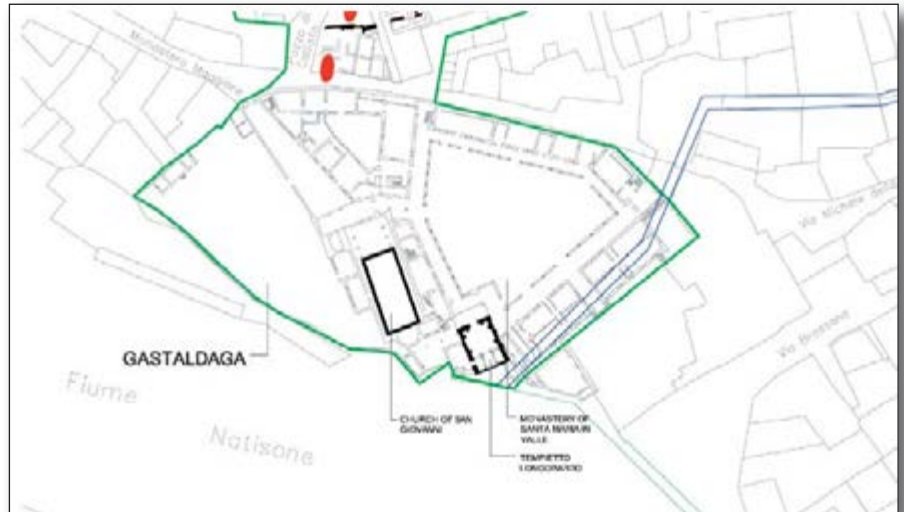 Monastero Maggiore
GASTALDAGA
Fiume
Natisone
CHURCH OF SAN
GIOVANNI
MONASTERY OF
SANTA MARIA IN
VALLE
TEMPIETTO
LONGOBARDO
Via Michele della
Via Brossana